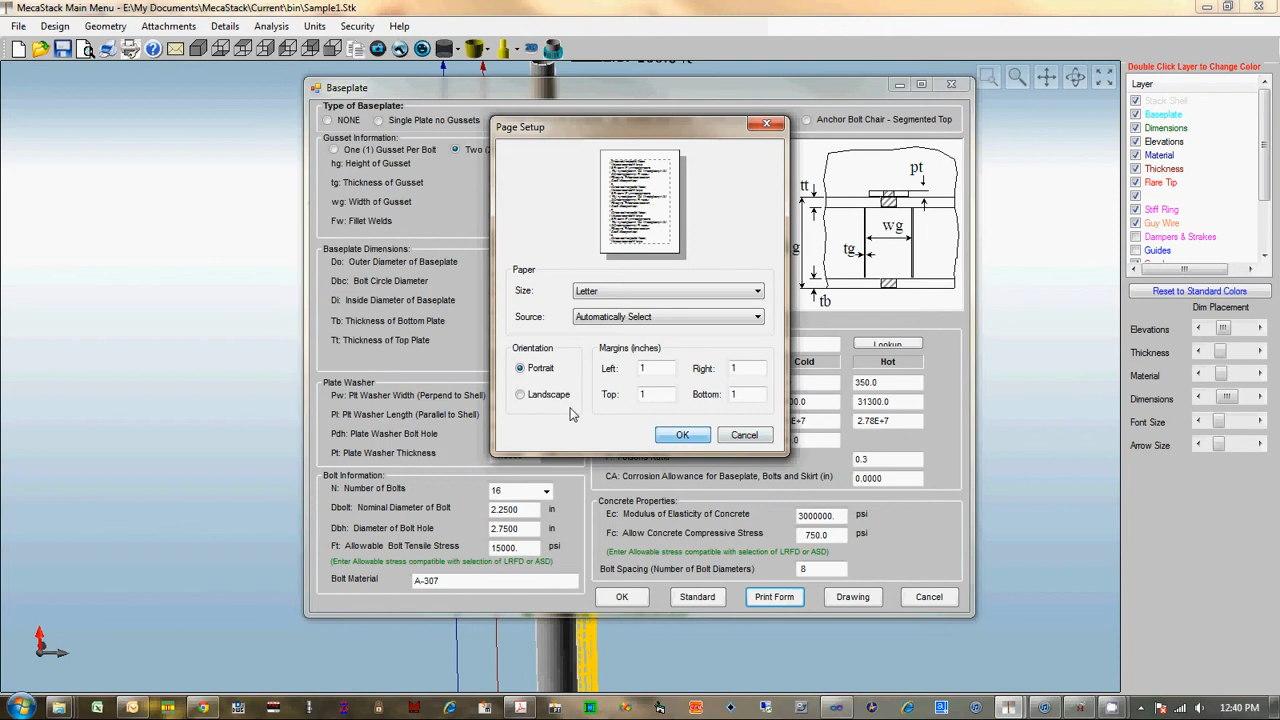 MecaStack Main Menu - E:\My Documents\MecaStack\Current\bin\Sample1.Stk
File Design Geometry Attachments Details Analysis Units Security Help
Double Click Layer to Change Color
Layer
Stack Shell
Baseplate
Dimensions
Elevations
Material
Thickness
Flare Tip
Stiff Ring
Guy Wire
Dampers & Strakes
Guides
Reset to Standard Colors
Dim Placement
Elevations
Thickness
Material
Dimensions
Font Size
Arrow Size
Baseplate
Type of Baseplate:
NONE Single Plate no Gussets Anchor Bolt Chair - Segmented Top
Gusset Information:
One (1) Gusset Per Bolt
hg: Height of Gusset
tg: Thickness of Gusset
wg: Width of Gusset
Fw: Fillet Welds
Baseplate Dimensions:
Do: Outer Diameter of Baseplate
Dbc: Bolt Circle Diameter
Di: Inside Diameter of Baseplate
Tb: Thickness of Bottom Plate
Tt: Thickness of Top Plate
Plate Washer
Pw: Plt Washer Width (Perpend to Shell)
Pl: Plt Washer Length (Parallel to Shell)
Pdh: Plate Washer Bolt Hole
Pt: Plate Washer Thickness
Bolt Information:
N: Number of Bolts 16
Dbolt: Nominal Diameter of Bolt 2.2500 in
Dbh: Diameter of Bolt Hole 2.7500 in
Ft: Allowable Bolt Tensile Stress 15000. psi
(Enter Allowable stress compatible with selection of LRFD or ASD)
Bolt Material A-307
Page Setup
Paper
Size: Letter
Source: Automatically Select
Orientation
Portrait
Landscape
Margins (inches)
Left: 1 Right: 1
Top: 1 Bottom: 1
OK Cancel
pt
tt
wg
tg
g
tb
Lookup
Cold Hot
350.0
31300.0
2.78E+7
0.3
CA: Corrosion Allowance for Baseplate, Bolts and Skirt (in) 0.0000
Concrete Properties:
Ec: Modulus of Elasticity of Concrete 3000000. psi
Fc: Allow Concrete Compressive Stress 750.0 psi
(Enter Allowable stress compatible with selection of LRFD or ASD)
Bolt Spacing (Number of Bolt Diameters) 8
OK Standard Print Form Drawing Cancel
12:40 PM